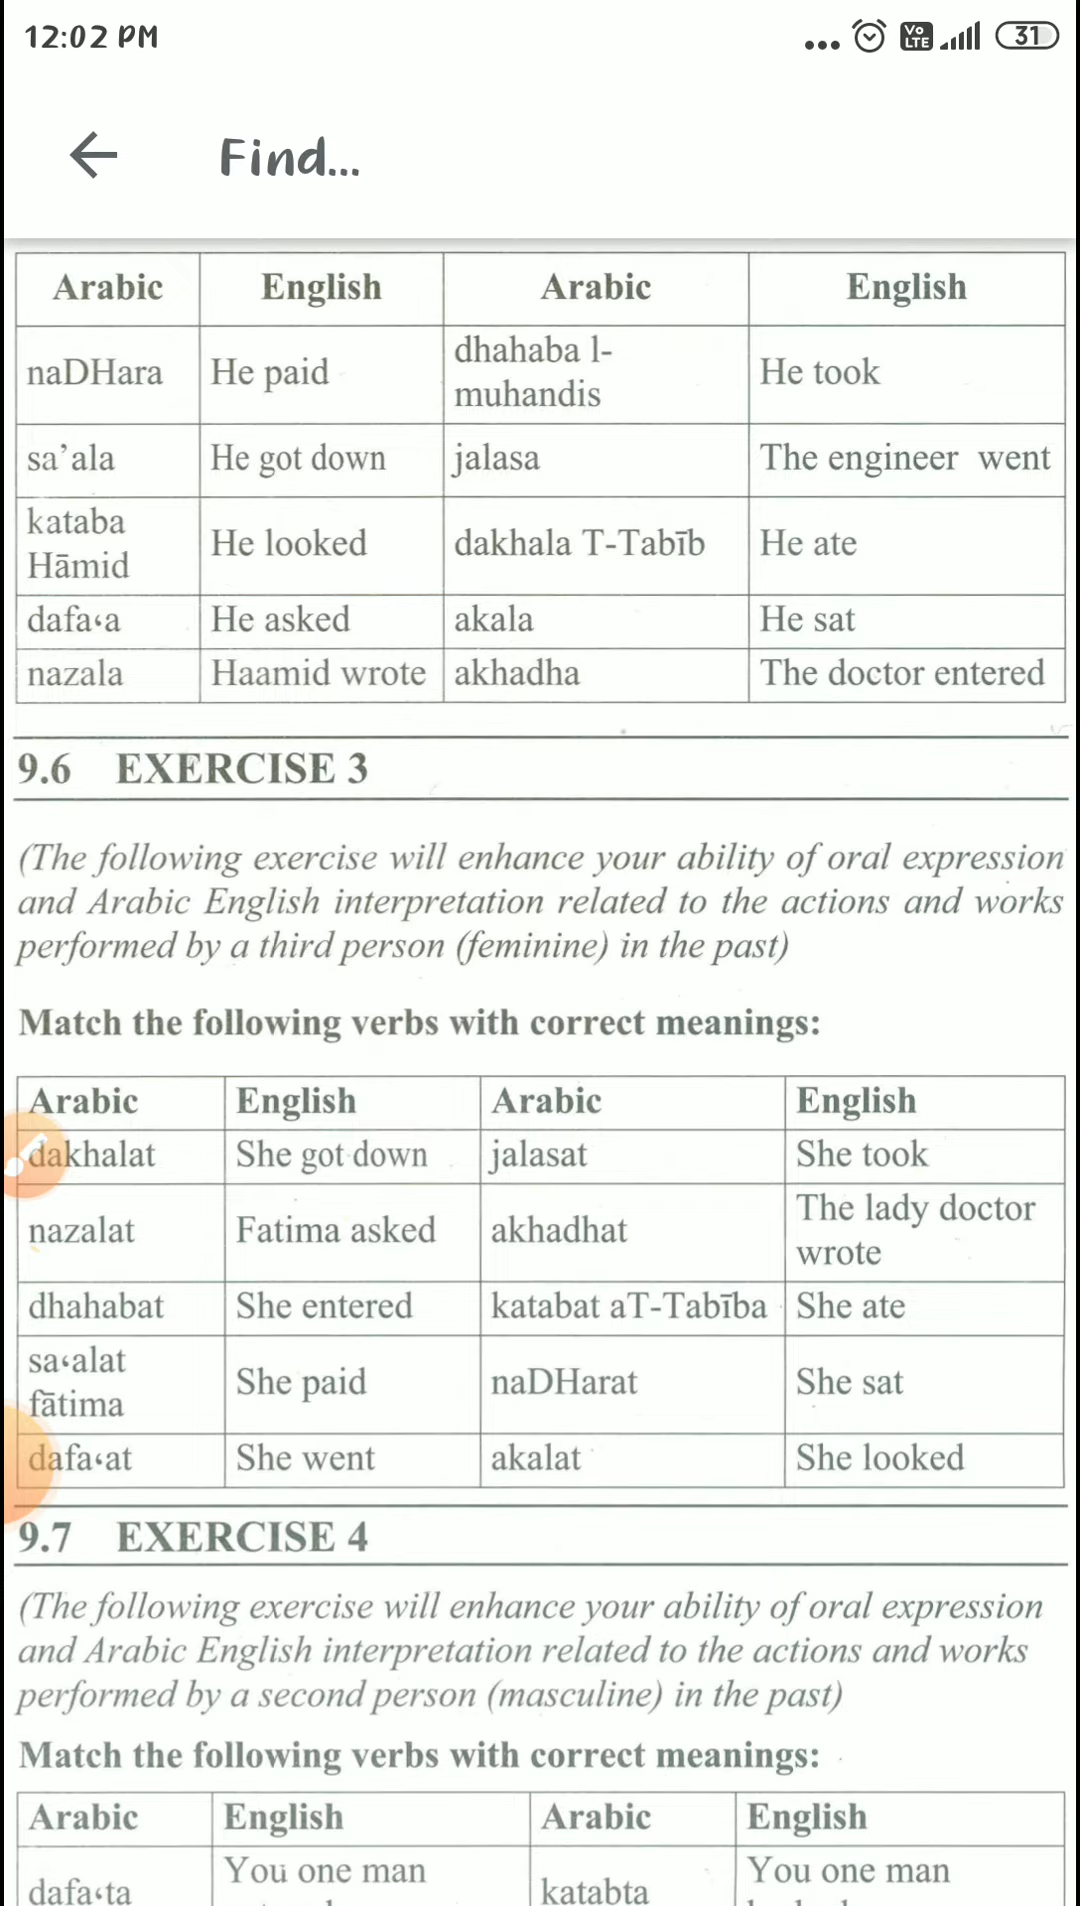 12:02 PM
Vo LTE 31
Find...
Arabic English Arabic English
naDHara He paid dhahaba l-muhandis He took
sa’ala He got down jalasa The engineer went
kataba Hāmid He looked dakhala T-Tabīb He ate
dafaʿa He asked akala He sat
nazala Haamid wrote akhadha The doctor entered
9.6 EXERCISE 3
(The following exercise will enhance your ability of oral expression
and Arabic English interpretation related to the actions and works
performed by a third person (feminine) in the past)
Match the following verbs with correct meanings:
Arabic English Arabic English
dakhalat She got down jalasat She took
nazalat Fatima asked akhadhat The lady doctor wrote
dhahabat She entered katabat aT-Tabība She ate
saʿalat fātima She paid naDHarat She sat
dafaʿat She went akalat She looked
9.7 EXERCISE 4
(The following exercise will enhance your ability of oral expression
and Arabic English interpretation related to the actions and works
performed by a second person (masculine) in the past)
Match the following verbs with correct meanings:
Arabic English Arabic English
dafaʿta You one man katabta You one man